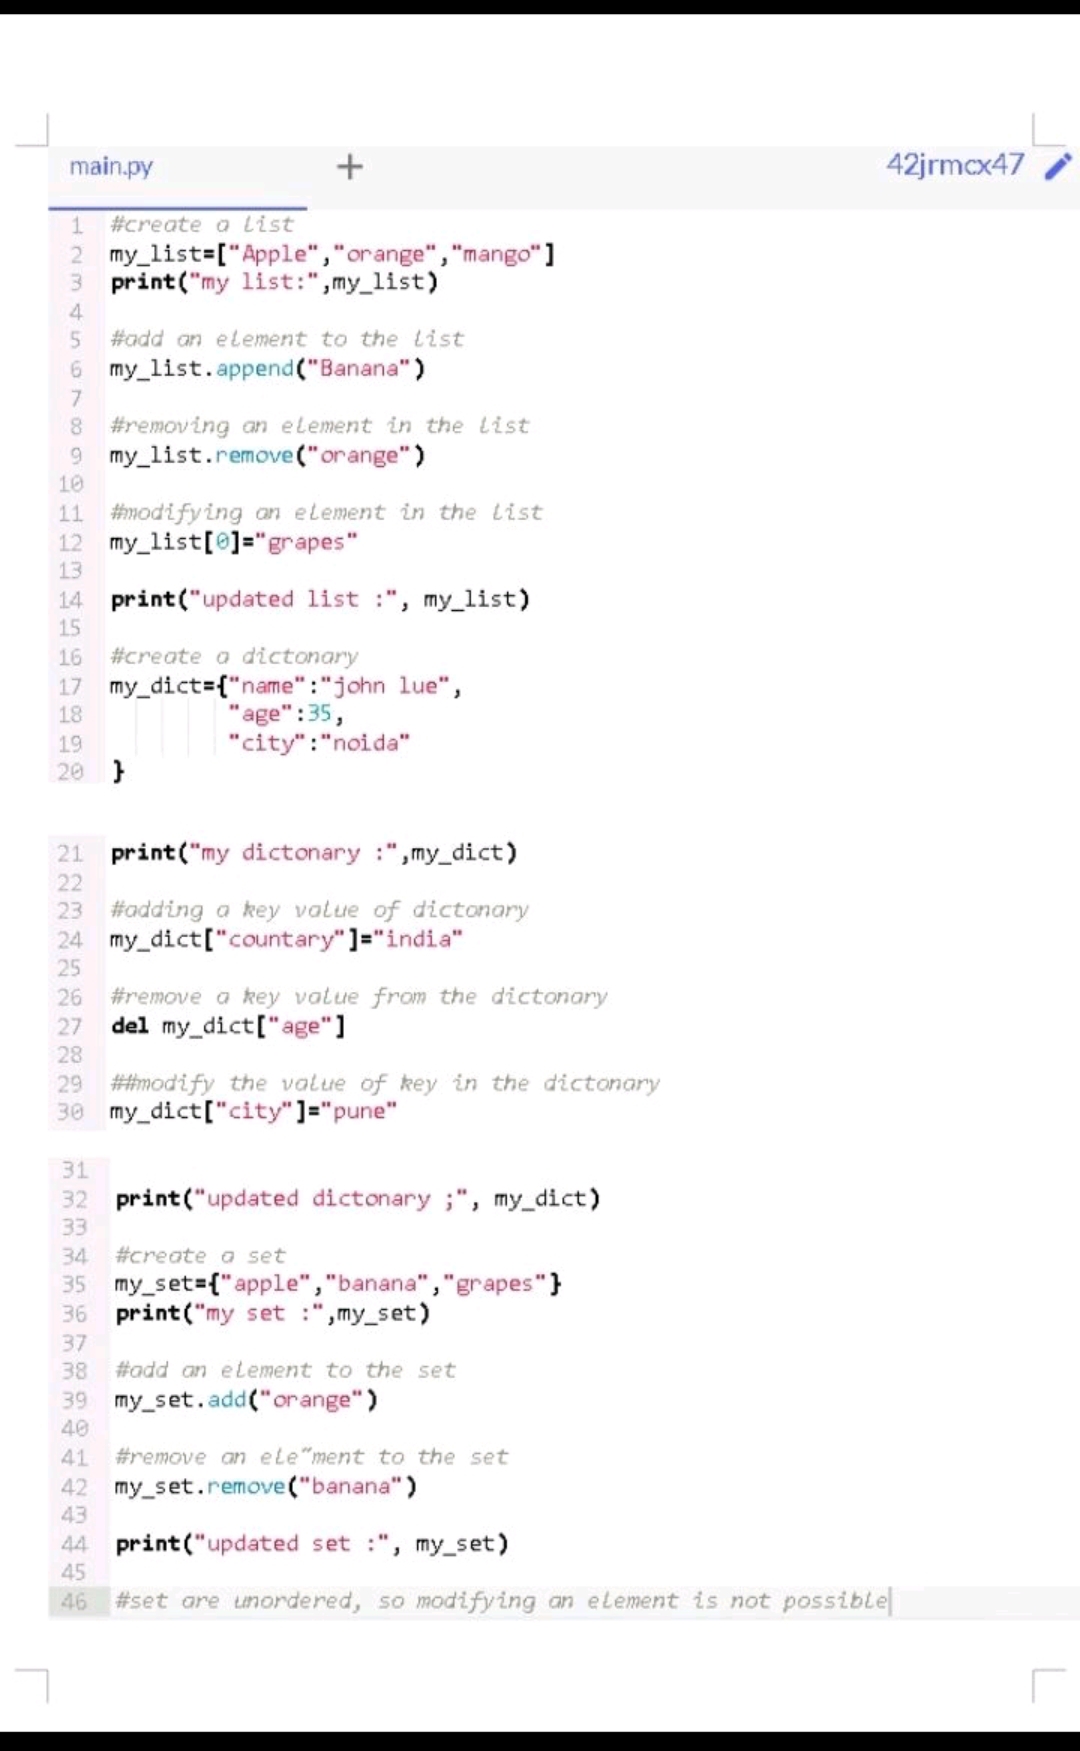 main.py + 42jrmcx47
1 #create a list
2 my_list=["Apple","orange","mango"]
3 print("my list:",my_list)
4
5 #add an element to the list
6 my_list.append("Banana")
7
8 #removing an element in the list
9 my_list.remove("orange")
10
11 #modifying an element in the list
12 my_list[0]="grapes"
13
14 print("updated list :", my_list)
15
16 #create a dictonary
17 my_dict={"name":"john lue",
18 "age":35,
19 "city":"noida"
20 }
21 print("my dictonary :",my_dict)
22
23 #adding a key value of dictonary
24 my_dict["countary"]="india"
25
26 #remove a key value from the dictonary
27 del my_dict["age"]
28
29 ##modify the value of key in the dictonary
30 my_dict["city"]="pune"
31
32 print("updated dictonary ;", my_dict)
33
34 #create a set
35 my_set={"apple","banana","grapes"}
36 print("my set :",my_set)
37
38 #add an element to the set
39 my_set.add("orange")
40
41 #remove an ele"ment to the set
42 my_set.remove("banana")
43
44 print("updated set :", my_set)
45
46 #set are unordered, so modifying an element is not possible